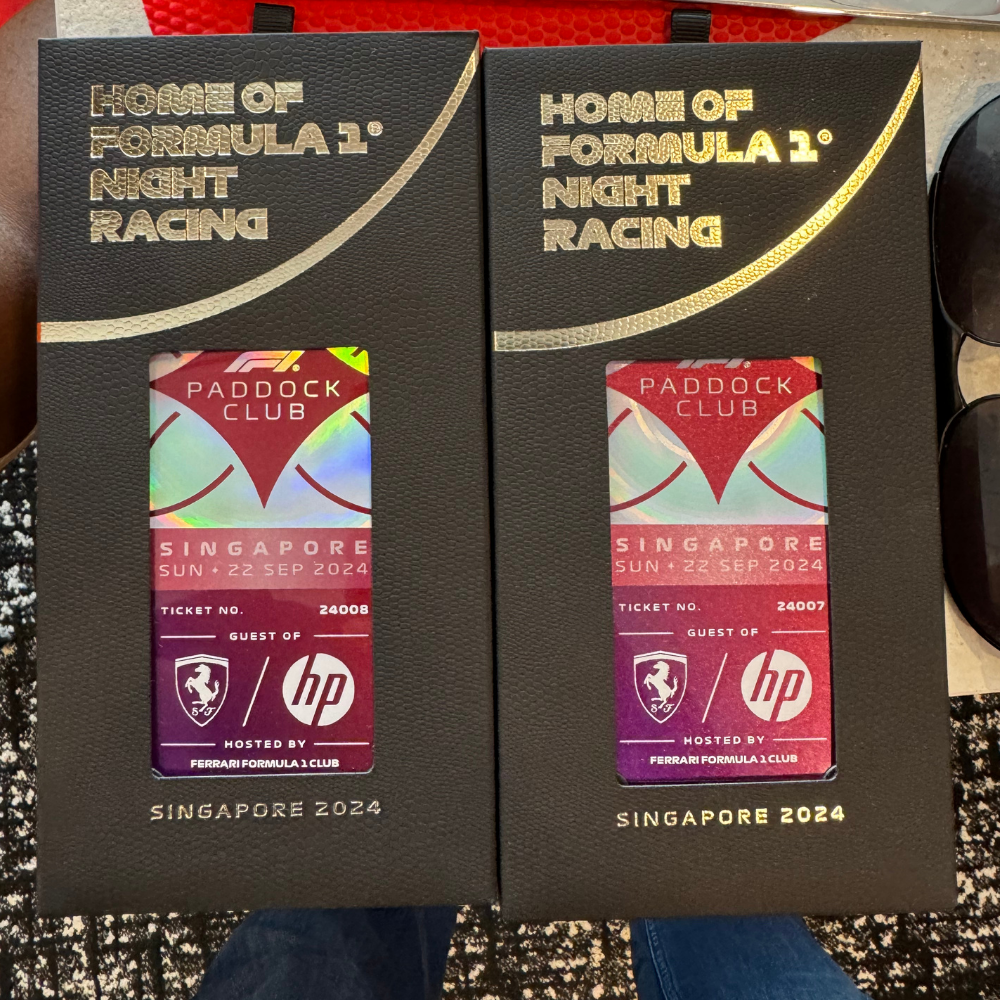 HOME OF
FORMULA 1®
NIGHT
RACING
F1®
PADDOCK
CLUB
SINGAPORE
SUN • 22 SEP 2024
TICKET NO. 24008
GUEST OF
S F
hp
HOSTED BY
FERRARI FORMULA 1 CLUB
SINGAPORE 2024
HOME OF
FORMULA 1®
NIGHT
RACING
F1®
PADDOCK
CLUB
SINGAPORE
SUN • 22 SEP 2024
TICKET NO. 24007
GUEST OF
S F
hp
HOSTED BY
FERRARI FORMULA 1 CLUB
SINGAPORE 2024